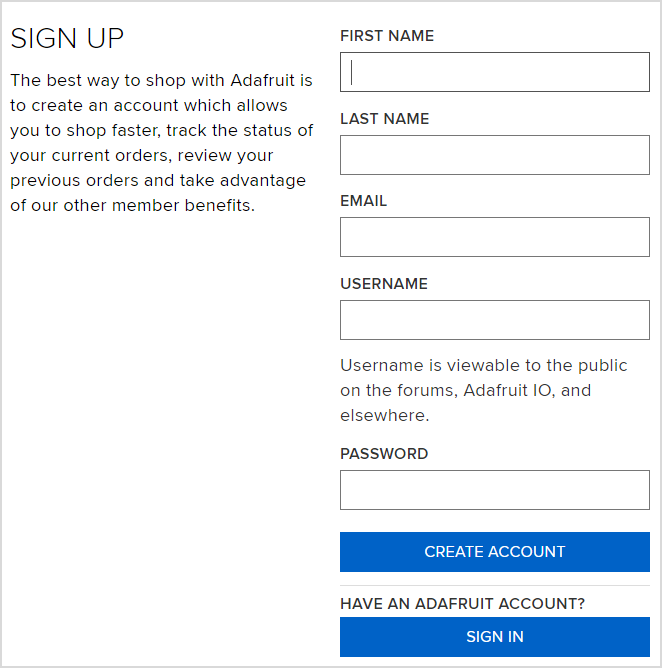 SIGN UP
The best way to shop with Adafruit is
to create an account which allows
you to shop faster, track the status of
your current orders, review your
previous orders and take advantage
of our other member benefits.
FIRST NAME
LAST NAME
EMAIL
USERNAME
Username is viewable to the public
on the forums, Adafruit IO, and
elsewhere.
PASSWORD
CREATE ACCOUNT
HAVE AN ADAFRUIT ACCOUNT?
SIGN IN